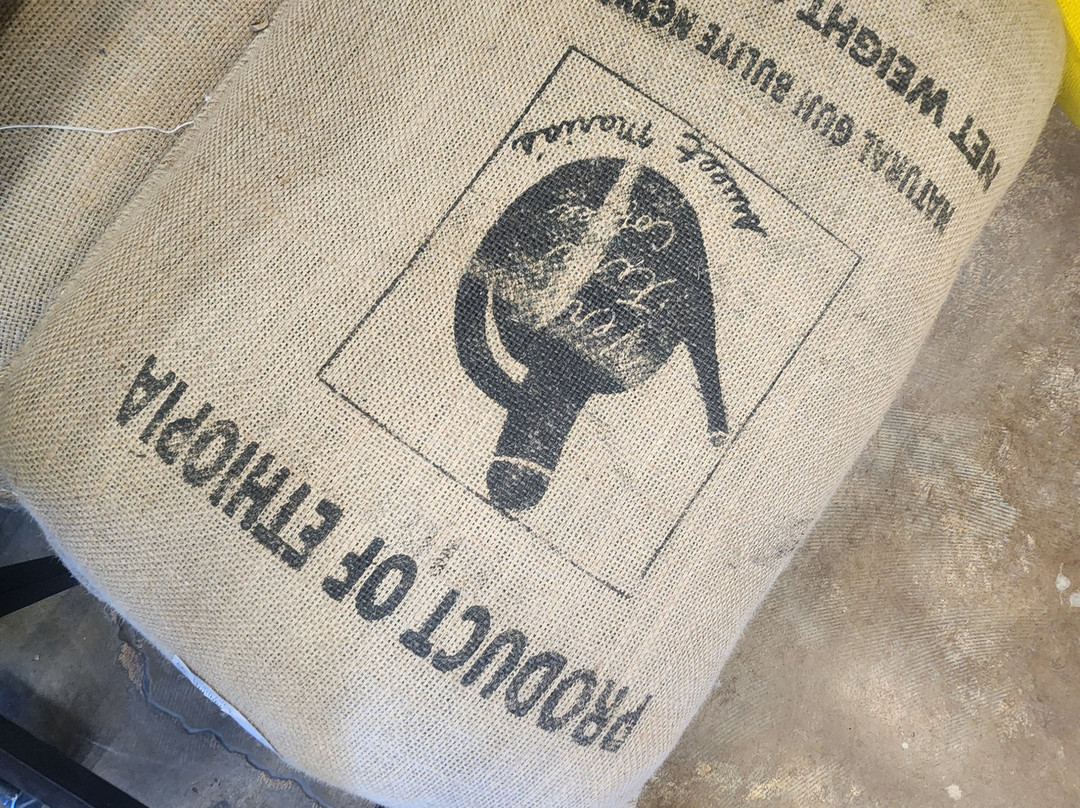 PRODUCT OF ETHIOPIA
sweet maria's
NATURAL GUJI BULIYE
NET WEIGHT